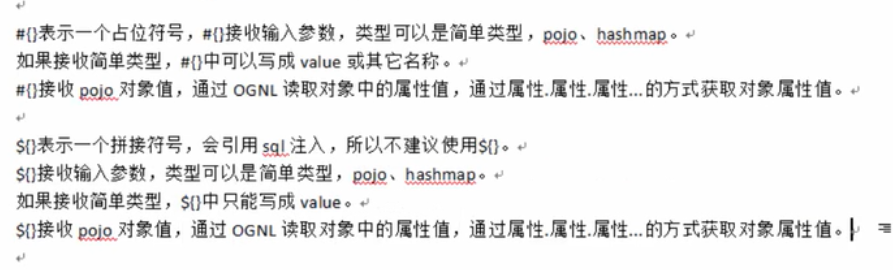 #{}表示一个占位符号，#{}接收输入参数，类型可以是简单类型，pojo、hashmap。
如果接收简单类型，#{}中可以写成 value 或其它名称。
#{}接收 pojo 对象值，通过 OGNL 读取对象中的属性值，通过属性.属性.属性...的方式获取对象属性值。
${}表示一个拼接符号，会引用 sql 注入，所以不建议使用${}。
${}接收输入参数，类型可以是简单类型，pojo、hashmap。
如果接收简单类型，${}中只能写成 value。
${}接收 pojo 对象值，通过 OGNL 读取对象中的属性值，通过属性.属性.属性...的方式获取对象属性值。